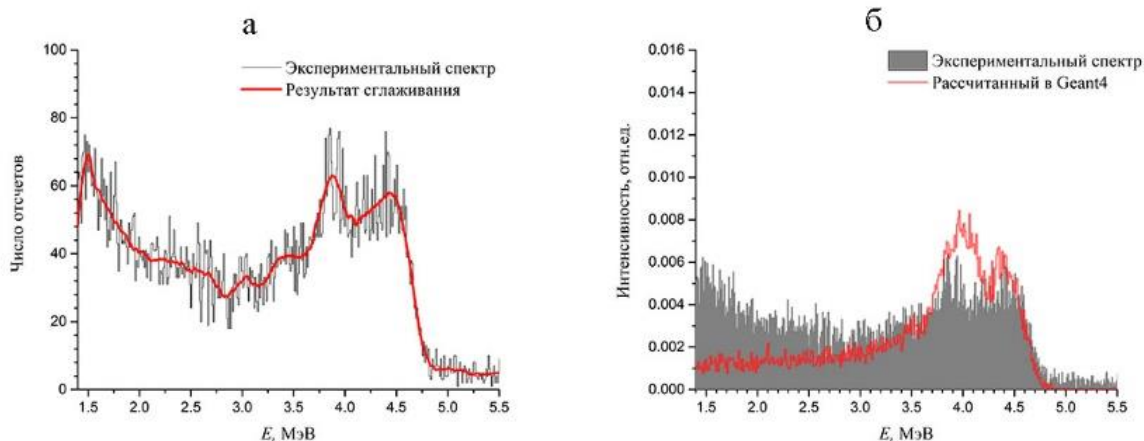 а
100
80
60
40
20
0
Число отсчетов
Экспериментальный спектр
Результат сглаживания
1.5 2.0 2.5 3.0 3.5 4.0 4.5 5.0 5.5
E, МэВ
б
0.016
0.014
0.012
0.010
0.008
0.006
0.004
0.002
0.000
Интенсивность, отн.ед.
Экспериментальный спектр
Рассчитанный в Geant4
1.5 2.0 2.5 3.0 3.5 4.0 4.5 5.0 5.5
E, МэВ